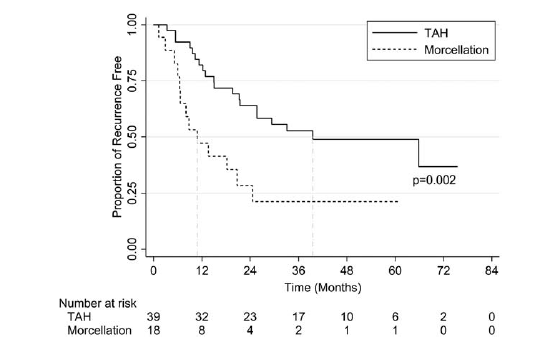 TAH
Morcellation
Proportion of Recurrence Free
1.00
0.75
0.50
0.25
0.00
p=0.002
0 12 24 36 48 60 72 84
Time (Months)
Number at risk
TAH 39 32 23 17 10 6 2 0
Morcellation 18 8 4 2 1 1 0 0